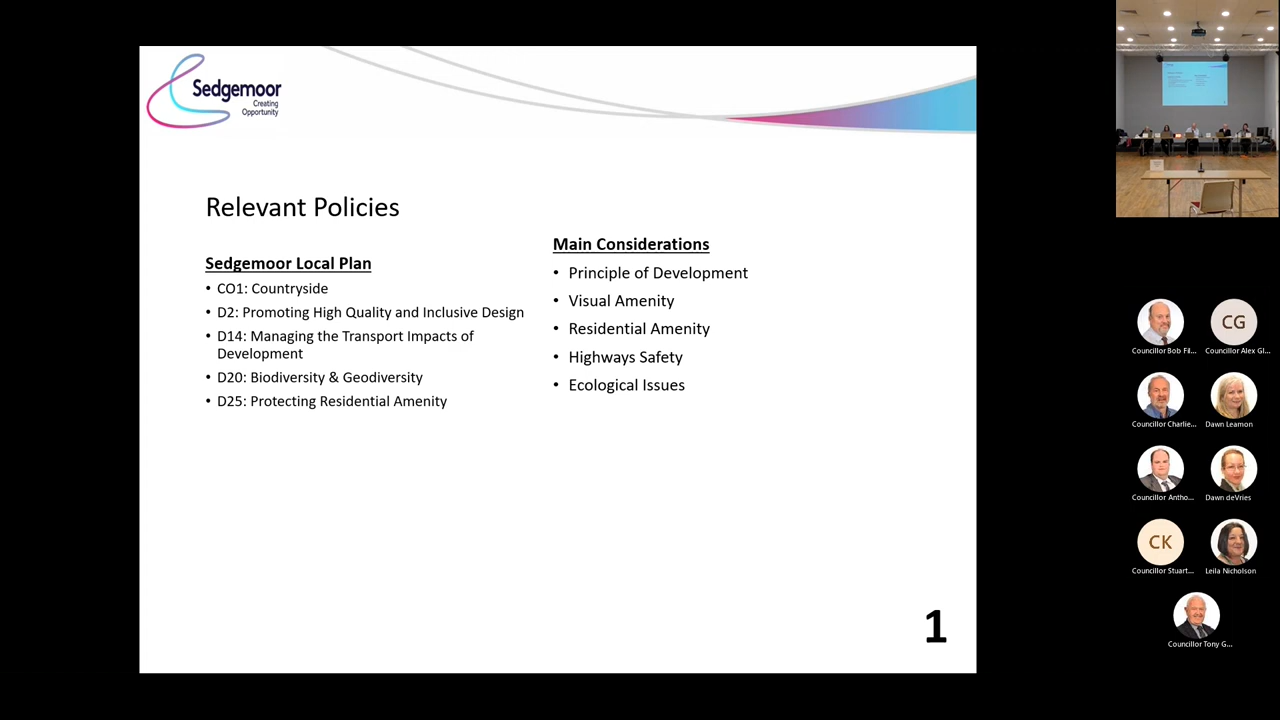 Sedgemoor
Creating
Opportunity
Relevant Policies
Sedgemoor Local Plan
• CO1: Countryside
• D2: Promoting High Quality and Inclusive Design
• D14: Managing the Transport Impacts of
Development
• D20: Biodiversity & Geodiversity
• D25: Protecting Residential Amenity
Main Considerations
• Principle of Development
• Visual Amenity
• Residential Amenity
• Highways Safety
• Ecological Issues
1
Councillor Bob Fil...
CG
Councillor Alex Gl...
Councillor Charlie...
Dawn Leamon
Councillor Antho...
Dawn deVries
CK
Councillor Stuart...
Leila Nicholson
Councillor Tony G...